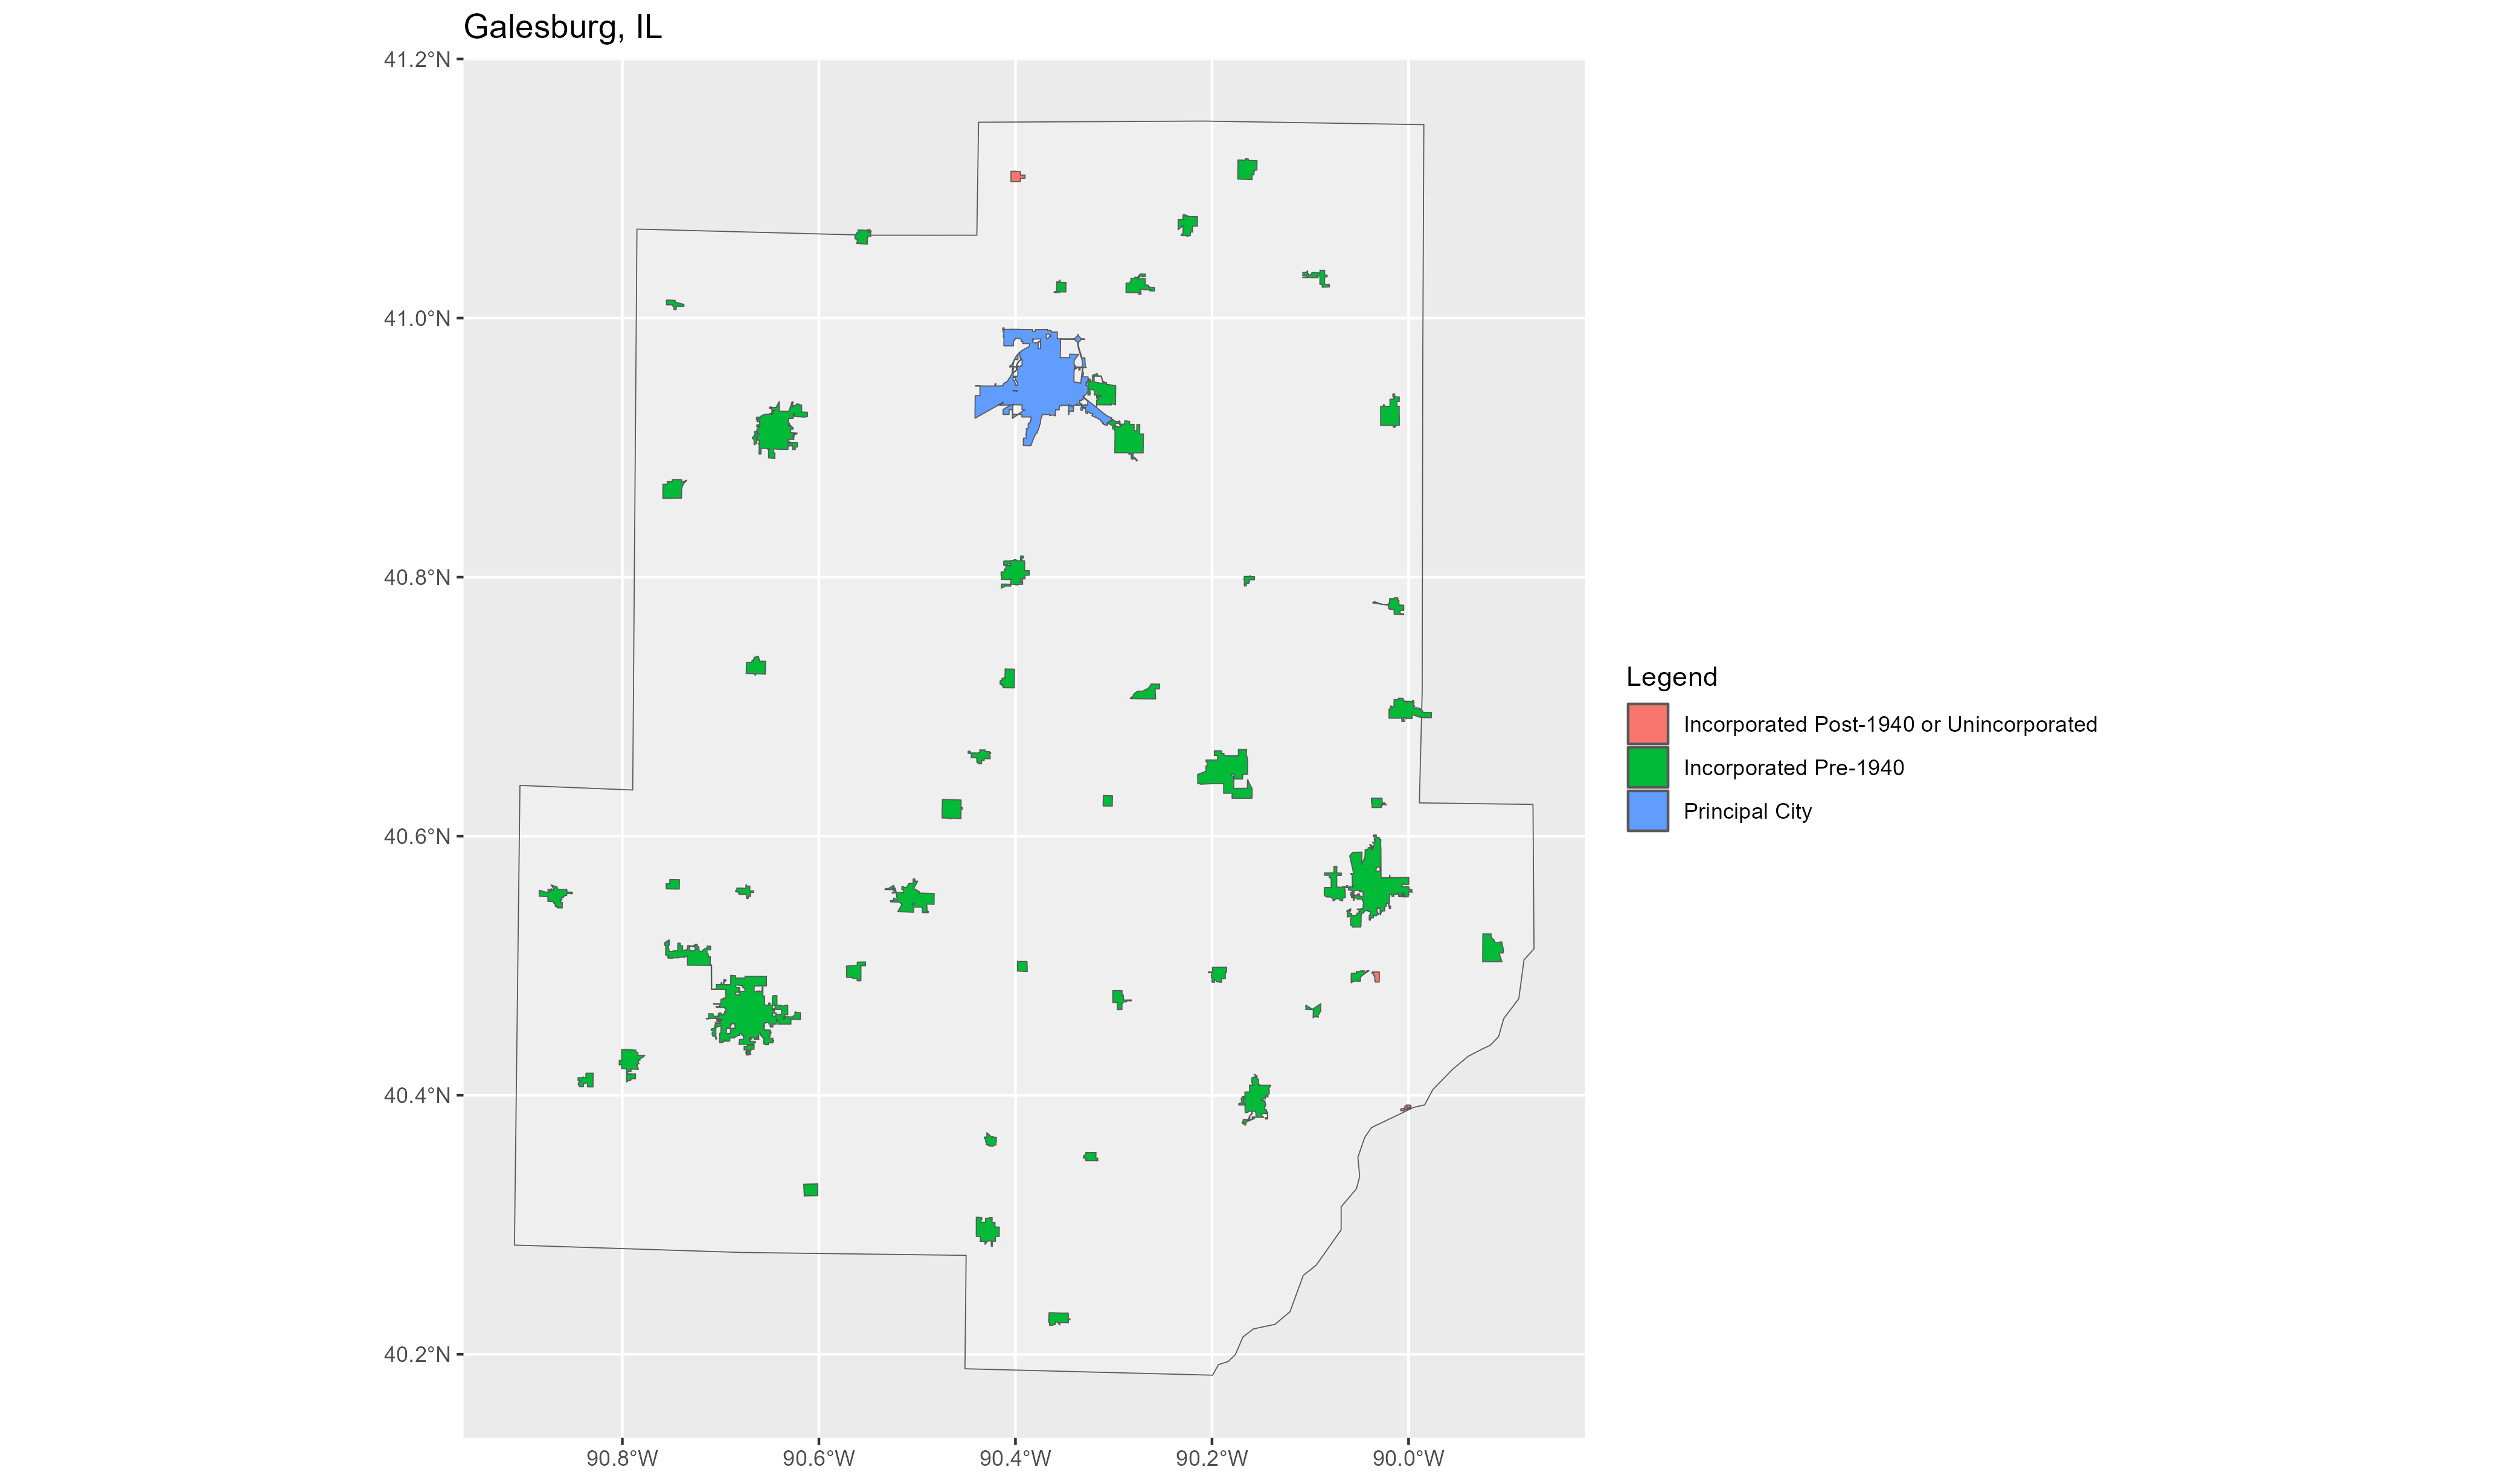 Galesburg, IL
41.2°N
41.0°N
40.8°N
40.6°N
40.4°N
40.2°N
90.8°W 90.6°W 90.4°W 90.2°W 90.0°W
Legend
Incorporated Post-1940 or Unincorporated
Incorporated Pre-1940
Principal City